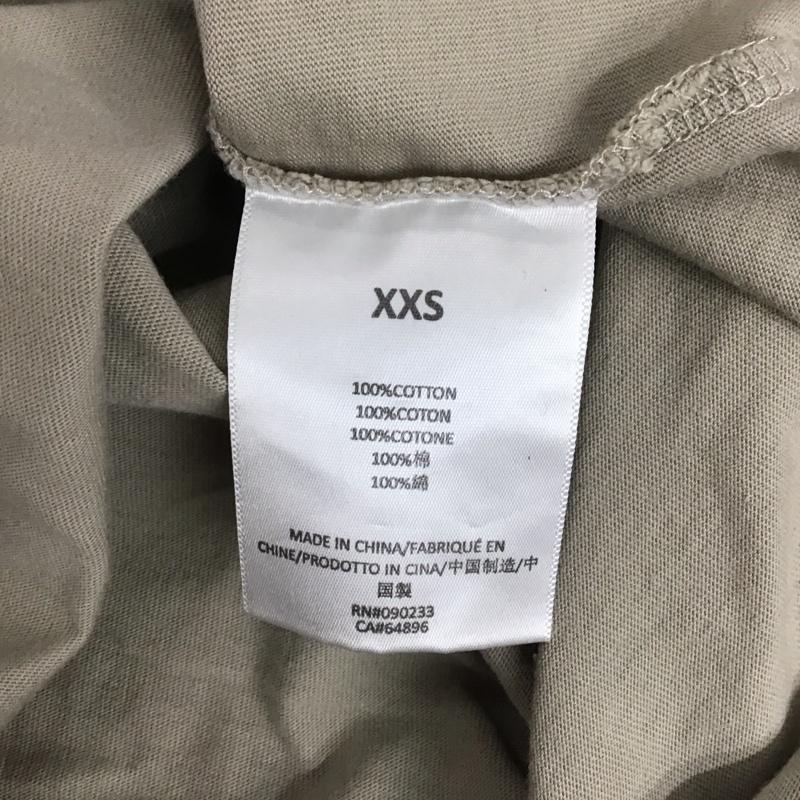 XXS
100%COTTON
100%COTON
100%COTONE
100%棉
100%綿
MADE IN CHINA/FABRIQUÉ EN
CHINE/PRODOTTO IN CINA/中国制造/中
国製
RN#090233
CA#64896